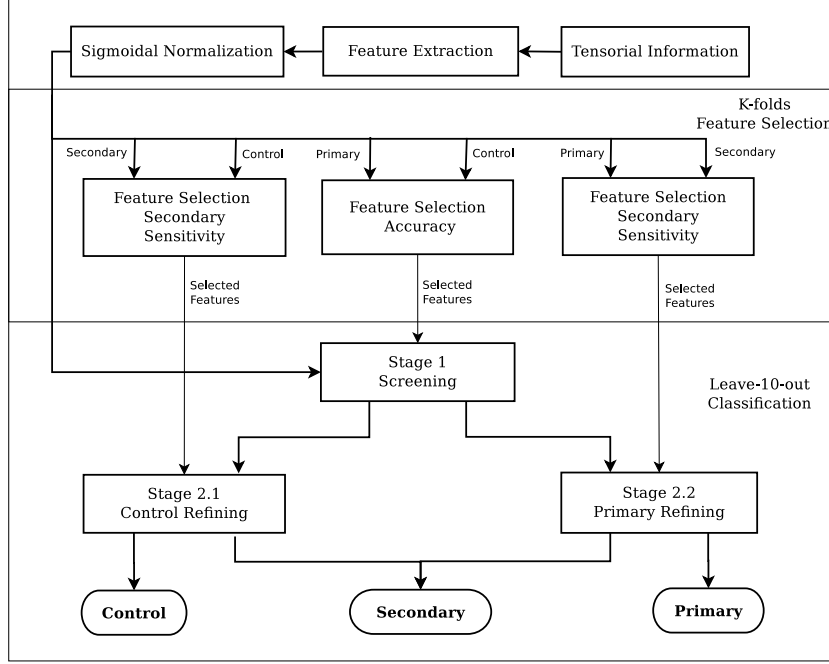 Sigmoidal Normalization
Feature Extraction
Tensorial Information
K-folds
Feature Selection
Secondary
Control
Primary
Control
Primary
Secondary
Feature Selection
Secondary
Sensitivity
Feature Selection
Accuracy
Feature Selection
Secondary
Sensitivity
Selected
Features
Selected
Features
Selected
Features
Stage 1
Screening
Leave-10-out
Classification
Stage 2.1
Control Refining
Stage 2.2
Primary Refining
Control
Secondary
Primary